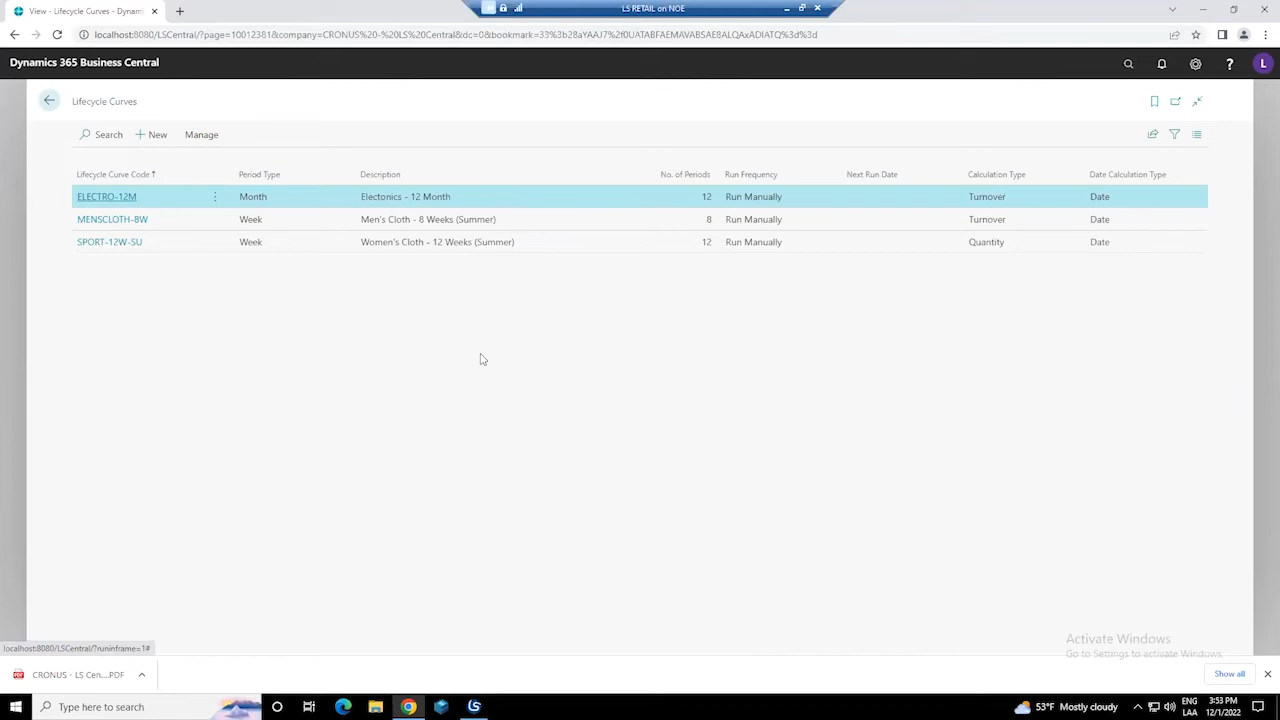 View - Lifecycle Curves - Dynam
LS RETAIL on NOE
localhost:8080/LSCentral/?page=10012381&company=CRONUS%20-%20LS%20Central&dc=0&bookmark=33%3b%28aYAAJ7%2f0UATABFAEMAVABSAE8ALQAxADIATQ%3d%3d
Dynamics 365 Business Central
L
Lifecycle Curves
Search New Manage
Lifecycle Curve Code↑ Period Type Description No. of Periods Run Frequency Next Run Date Calculation Type Date Calculation Type
ELECTRO-12M Month Electonics - 12 Month 12 Run Manually Turnover Date
MENSCLOTH-8W Week Men's Cloth - 8 Weeks (Summer) 8 Run Manually Turnover Date
SPORT-12W-SU Week Women's Cloth - 12 Weeks (Summer) 12 Run Manually Quantity Date
Activate Windows
Go to Settings to activate Windows.
localhost:8080/LSCentral/?runinframe=1#
CRONUS - LS Cen....PDF
Show all
Type here to search
53°F Mostly cloudy
ENG
LAA
3:53 PM
12/1/2022